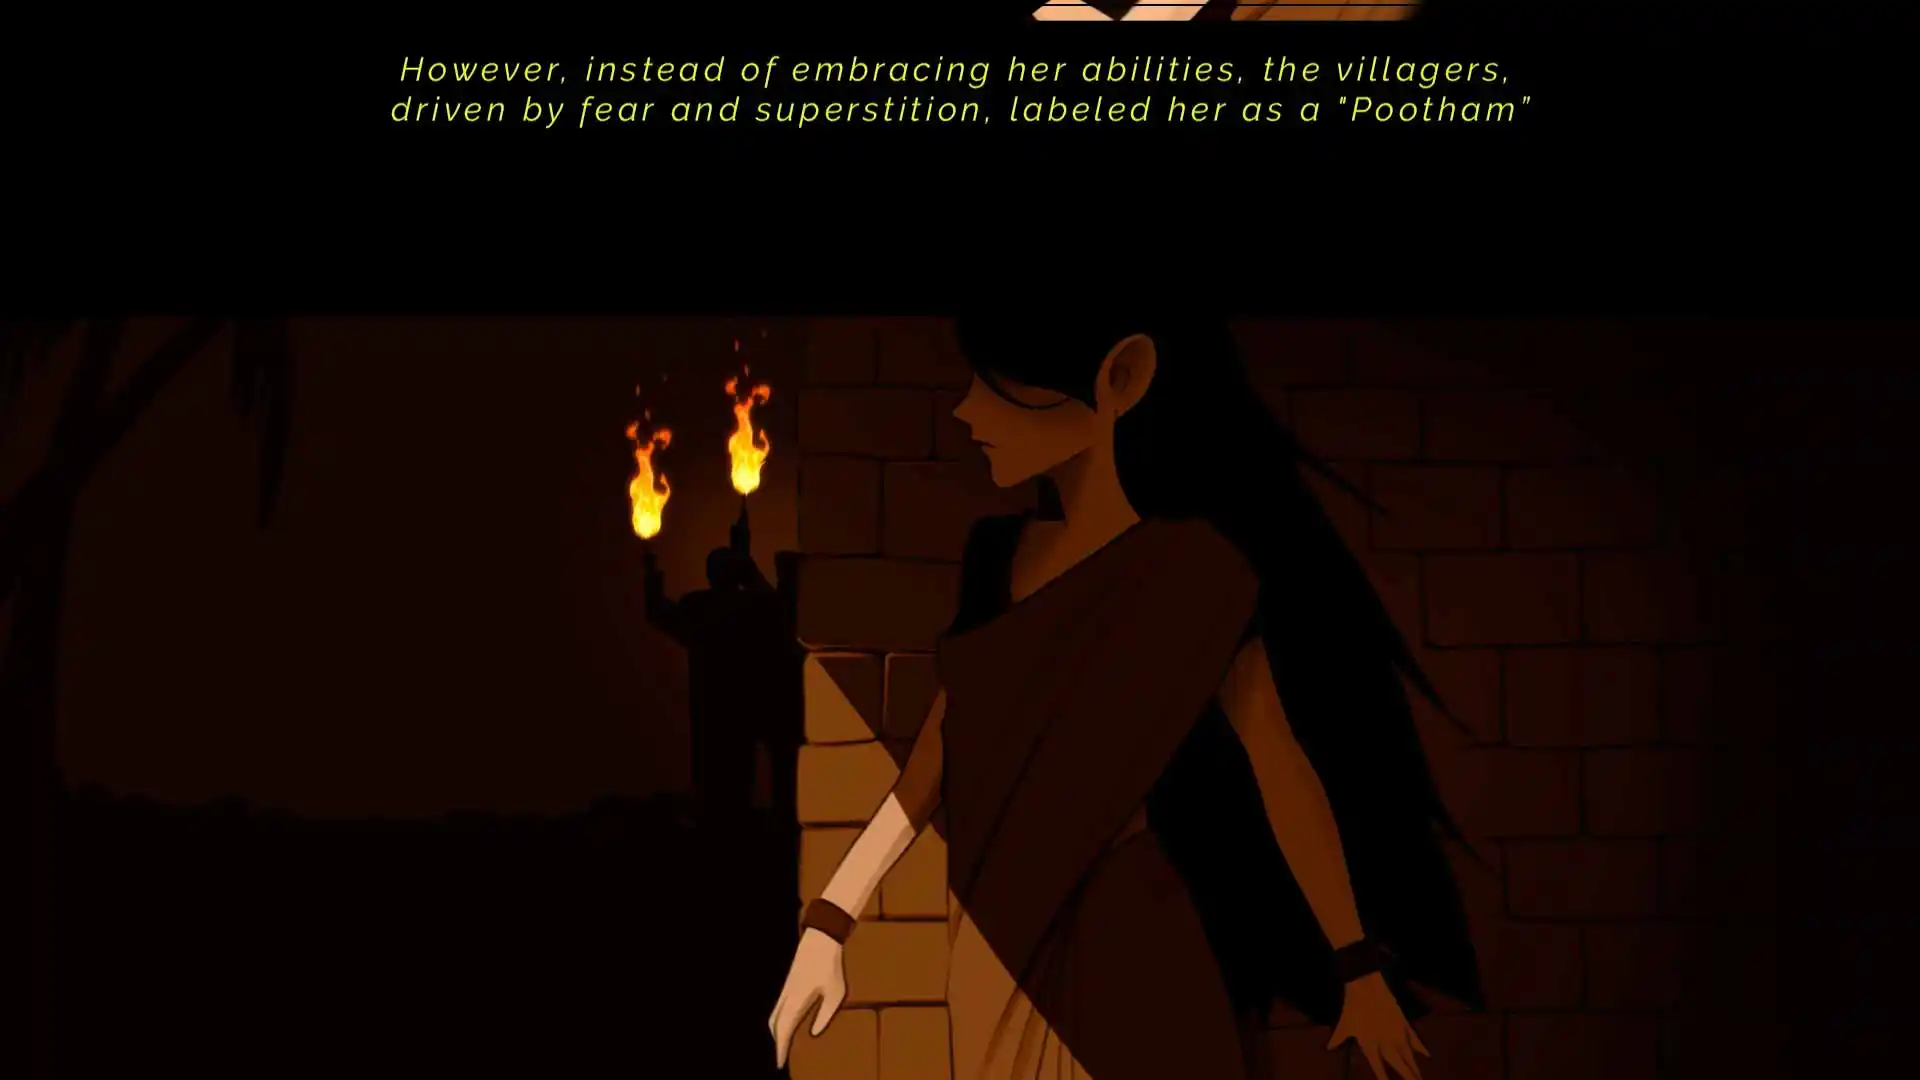 However, instead of embracing her abilities, the villagers,
driven by fear and superstition, labeled her as a "Pootham”